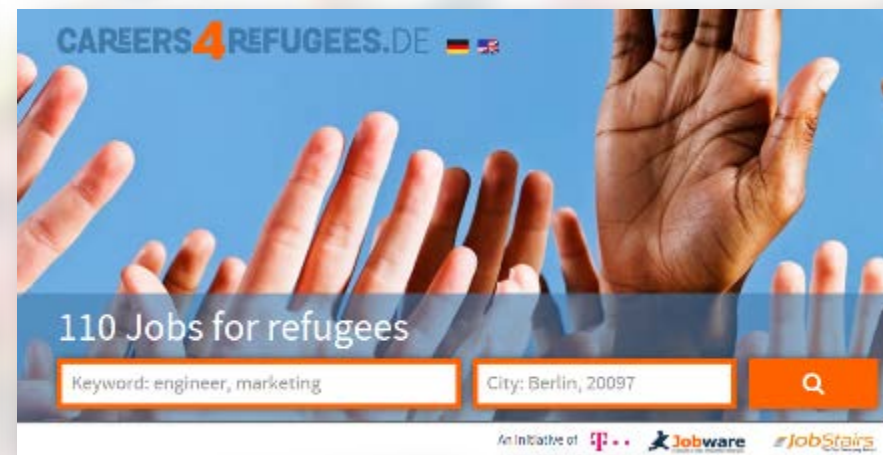 CAREERS4REFUGEES.DE
110 Jobs for refugees
Keyword: engineer, marketing
City: Berlin, 20097
An Initiative of T Jobware JobStairs